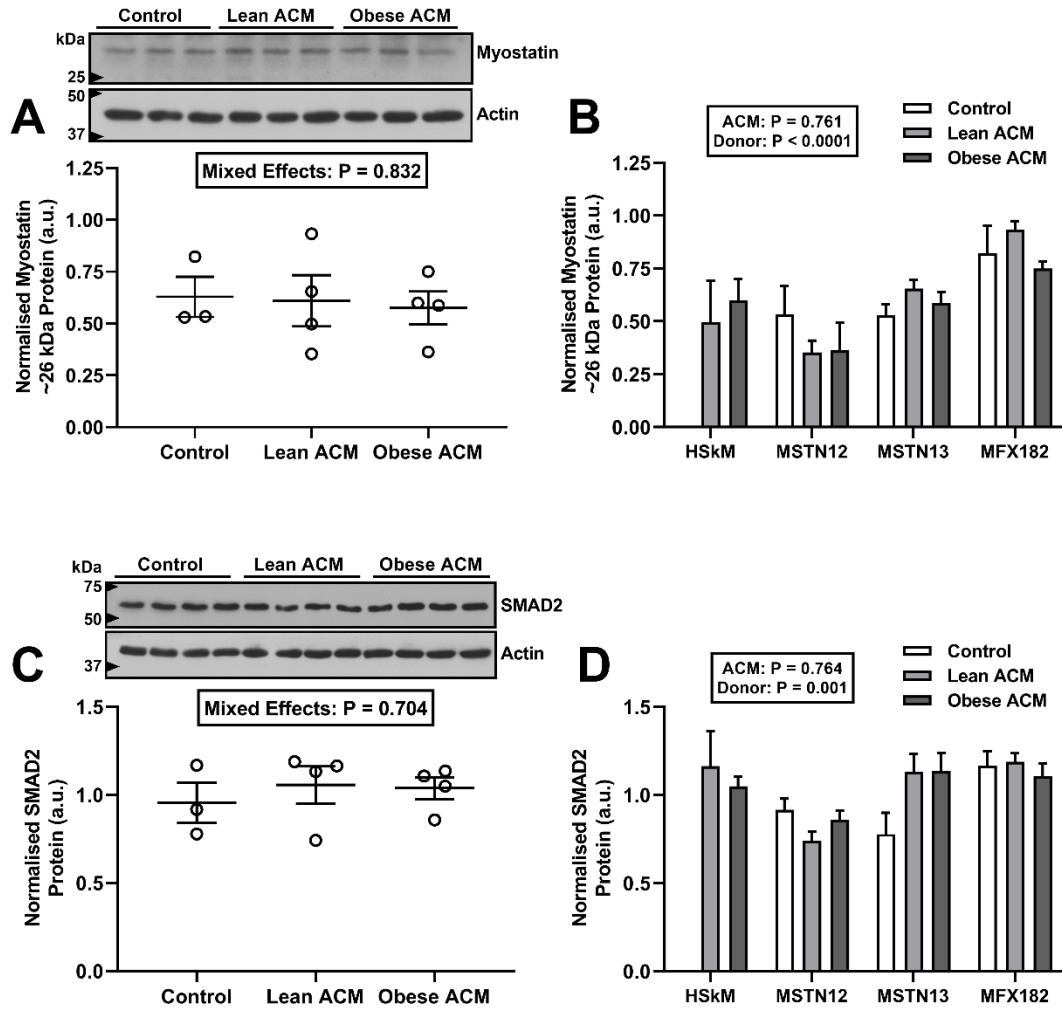 Control Lean ACM Obese ACM
kDa
Myostatin
25
50
Actin
37
A
Mixed Effects: P = 0.832
Normalised Myostatin
~26 kDa Protein (a.u.)
1.25
1.00
0.75
0.50
0.25
0.00
Control Lean ACM Obese ACM
B
ACM: P = 0.761
Donor: P < 0.0001
Control
Lean ACM
Obese ACM
Normalised Myostatin
~26 kDa Protein (a.u.)
1.25
1.00
0.75
0.50
0.25
0.00
HSkM MSTN12 MSTN13 MFX182
Control Lean ACM Obese ACM
kDa
75
SMAD2
50
Actin
37
C
Mixed Effects: P = 0.704
Normalised SMAD2
Protein (a.u.)
1.5
1.0
0.5
0.0
Control Lean ACM Obese ACM
D
ACM: P = 0.764
Donor: P = 0.001
Control
Lean ACM
Obese ACM
Normalised SMAD2
Protein (a.u.)
1.5
1.0
0.5
0.0
HSkM MSTN12 MSTN13 MFX182